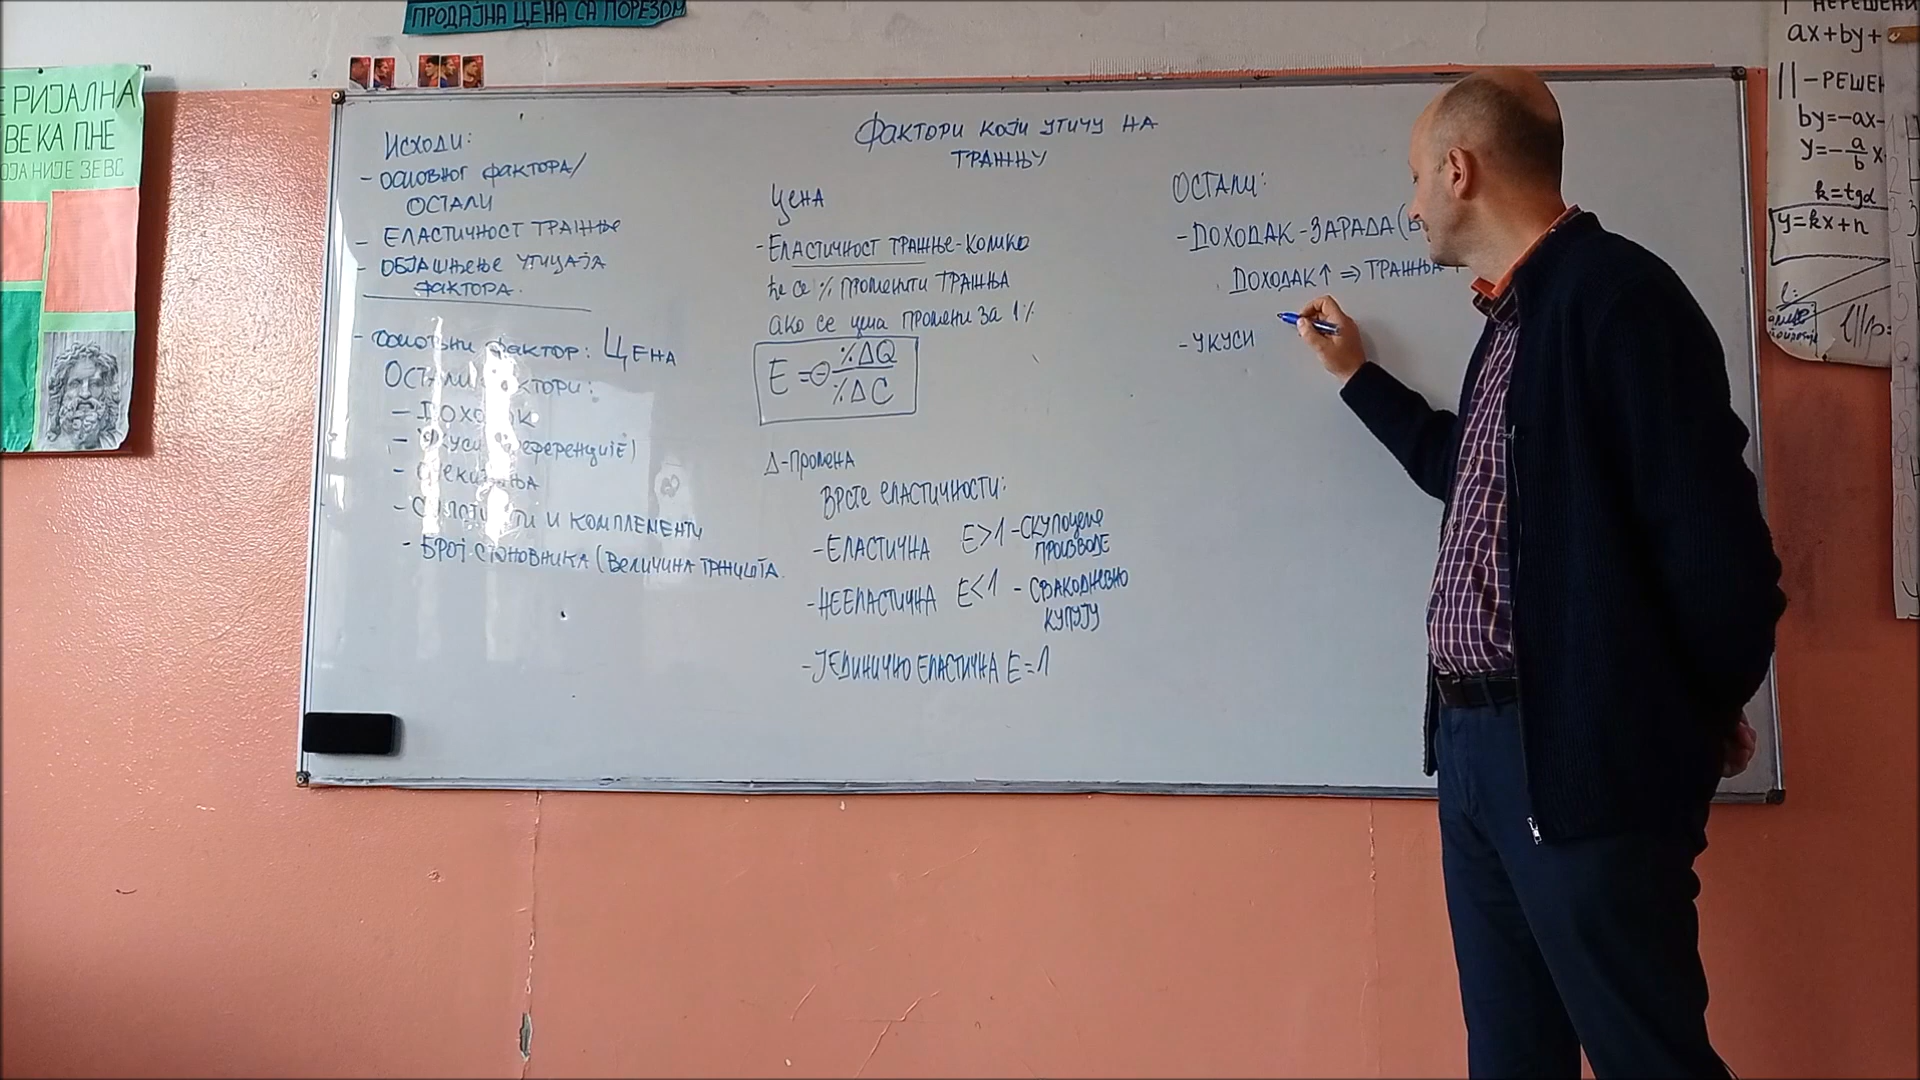 ПРОДАЈНА ЦЕНА СА ПОРЕЗОМ
РИЈАЛНА
ВЕКА ПНЕ
ОЈА НИЈЕ ЗЕВС
Исходи:
- основног фактора/
остали
- Еластичност тражње
- објашњење утицаја
фактора.
- основни фактор: Цена
Остали фактори:
- Доходак
- Укуси (преференције)
- Очекивања
- Супститути и комплементи
- Број становника (Величина тржишта.
Фактори који утичу на
тражњу
Цена
- Еластичност тражње - колико
ће се % променити тражња
ако се цена промени за 1%
E = ⊖ %ΔQ
%ΔC
Δ - промена
Врсте еластичности:
- Еластична E>1 - скупоцене
производе
- Нееластична E<1 - свакодневно
купују
- Јединично еластична E=1
Остали:
- Доходак - зарада (
Доходак ↑ ⇒ тражња ↑
- Укуси
НЕРЕШЕНИ
ax+by+
|| - РЕШЕН
by=-ax-
y=-a/b x
k=tgα
y=kx+n